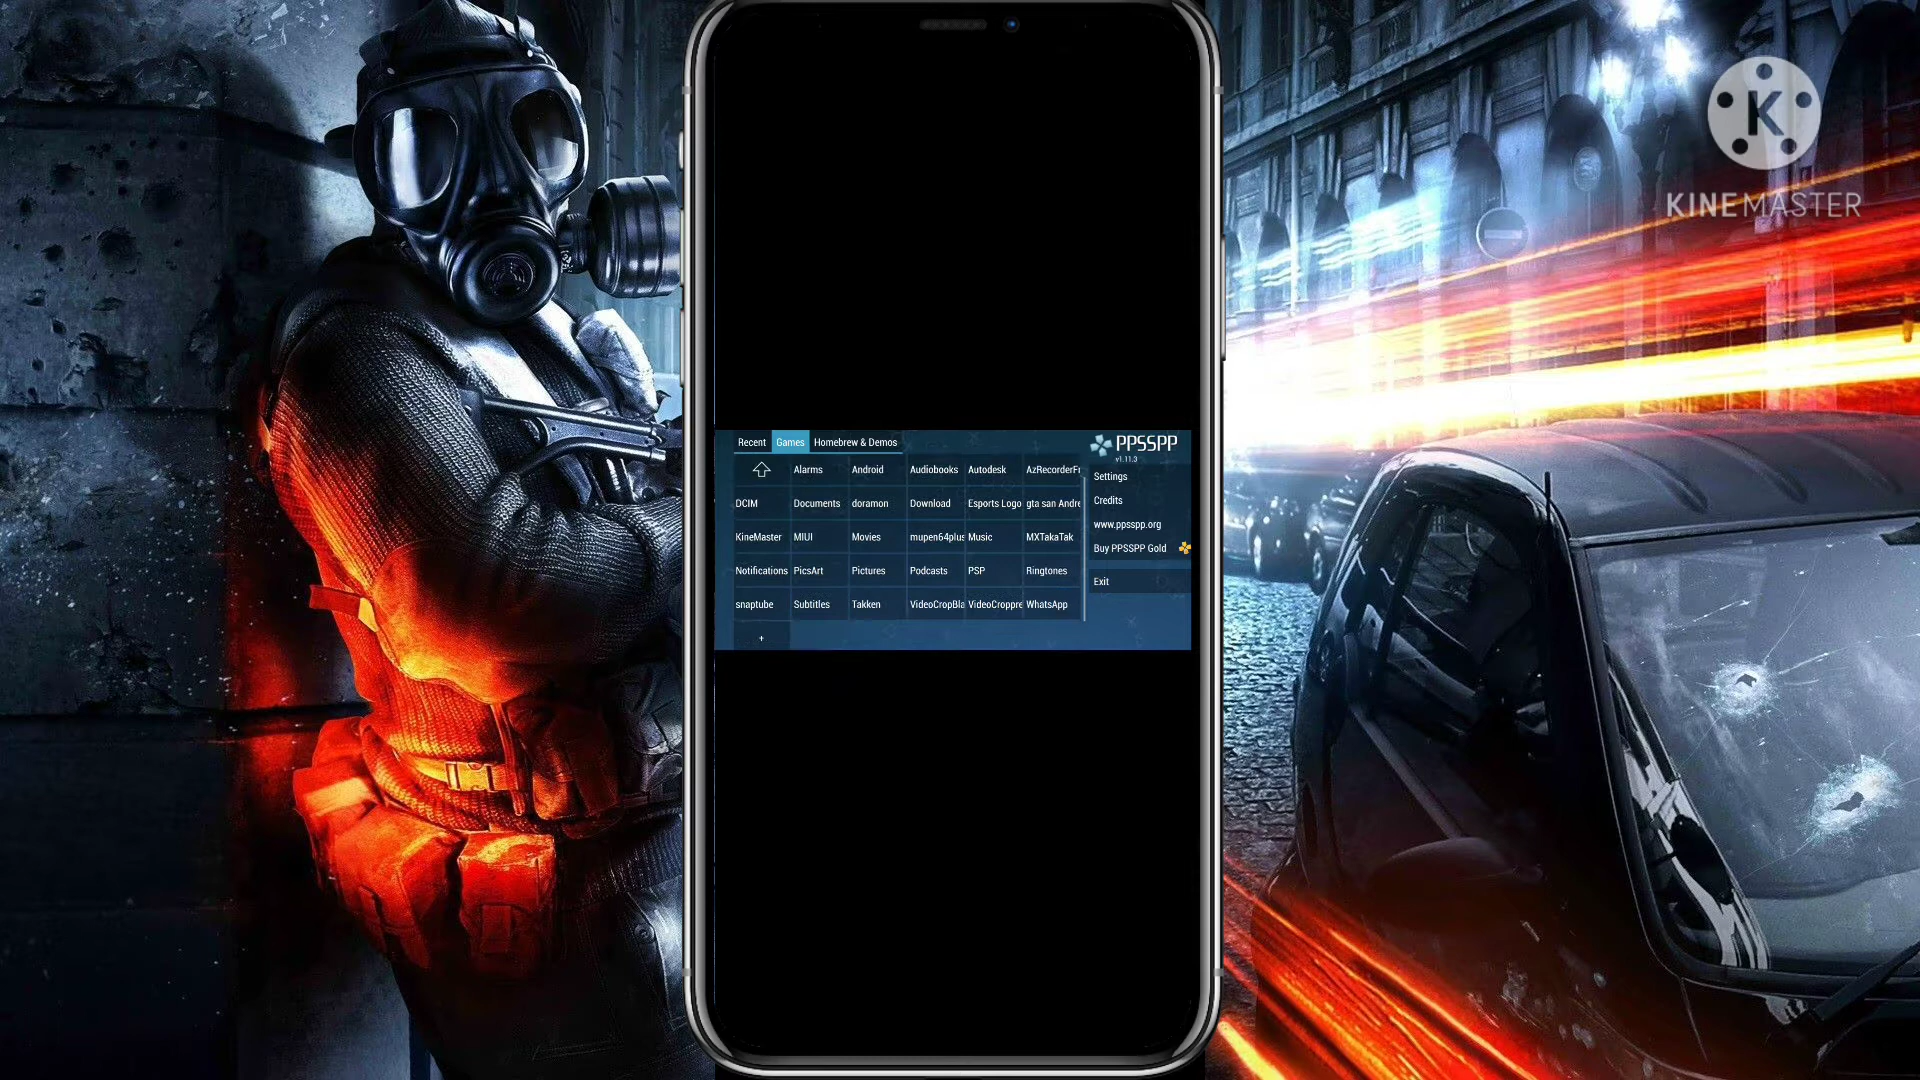 K
KINEMASTER
Recent Games Homebrew & Demos
PPSSPP
v1.11.3
Alarms Android Audiobooks Autodesk AzRecorderFr
DCIM Documents doramon Download Esports Logo gta san Andre
KineMaster MIUI Movies mupen64plus Music MXTakaTak
Notifications PicsArt Pictures Podcasts PSP Ringtones
snaptube Subtitles Takken VideoCropBla VideoCroppre WhatsApp
+
Settings
Credits
www.ppsspp.org
Buy PPSSPP Gold
Exit